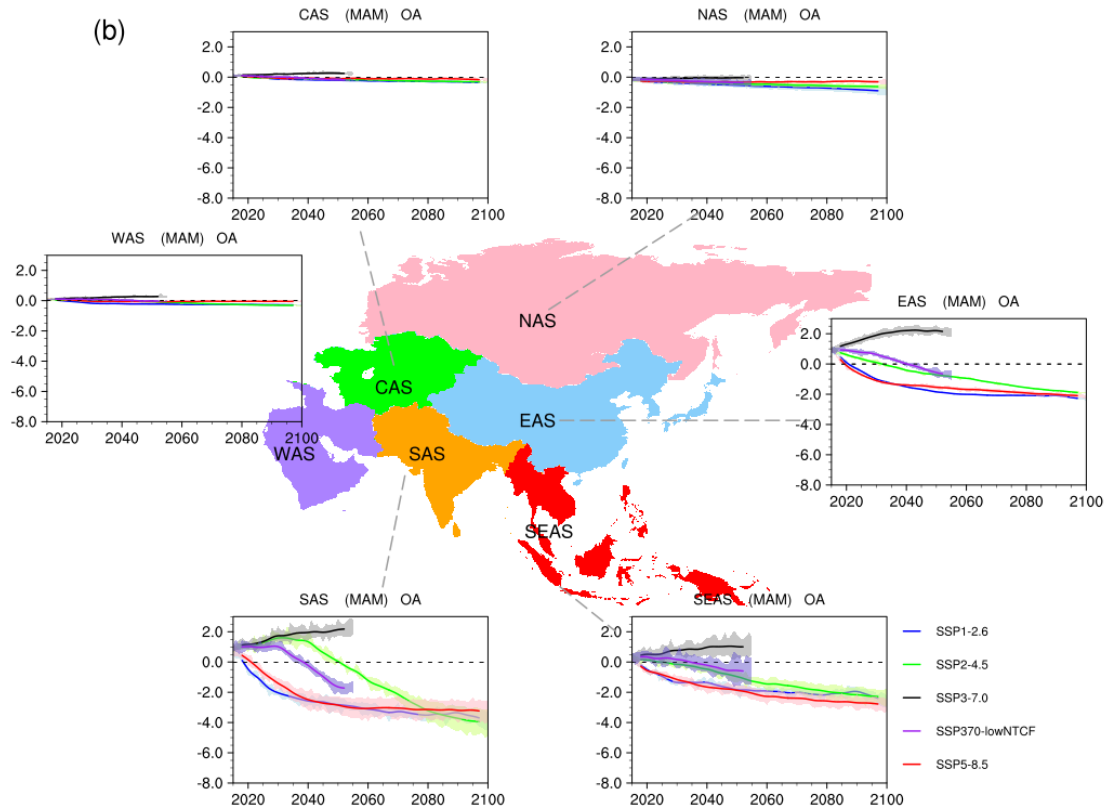 (b)
CAS (MAM) OA
2.0
0.0
-2.0
-4.0
-6.0
-8.0
2020 2040 2060 2080 2100
NAS (MAM) OA
2.0
0.0
-2.0
-4.0
-6.0
-8.0
2020 2040 2060 2080 2100
WAS (MAM) OA
2.0
0.0
-2.0
-4.0
-6.0
-8.0
2020 2040 2060 2080 2100
EAS (MAM) OA
2.0
0.0
-2.0
-4.0
-6.0
-8.0
2020 2040 2060 2080 2100
NAS
CAS
EAS
WAS
SAS
SEAS
SAS (MAM) OA
2.0
0.0
-2.0
-4.0
-6.0
-8.0
2020 2040 2060 2080 2100
SEAS (MAM) OA
2.0
0.0
-2.0
-4.0
-6.0
-8.0
2020 2040 2060 2080 2100
SSP1-2.6
SSP2-4.5
SSP3-7.0
SSP370-lowNTCF
SSP5-8.5